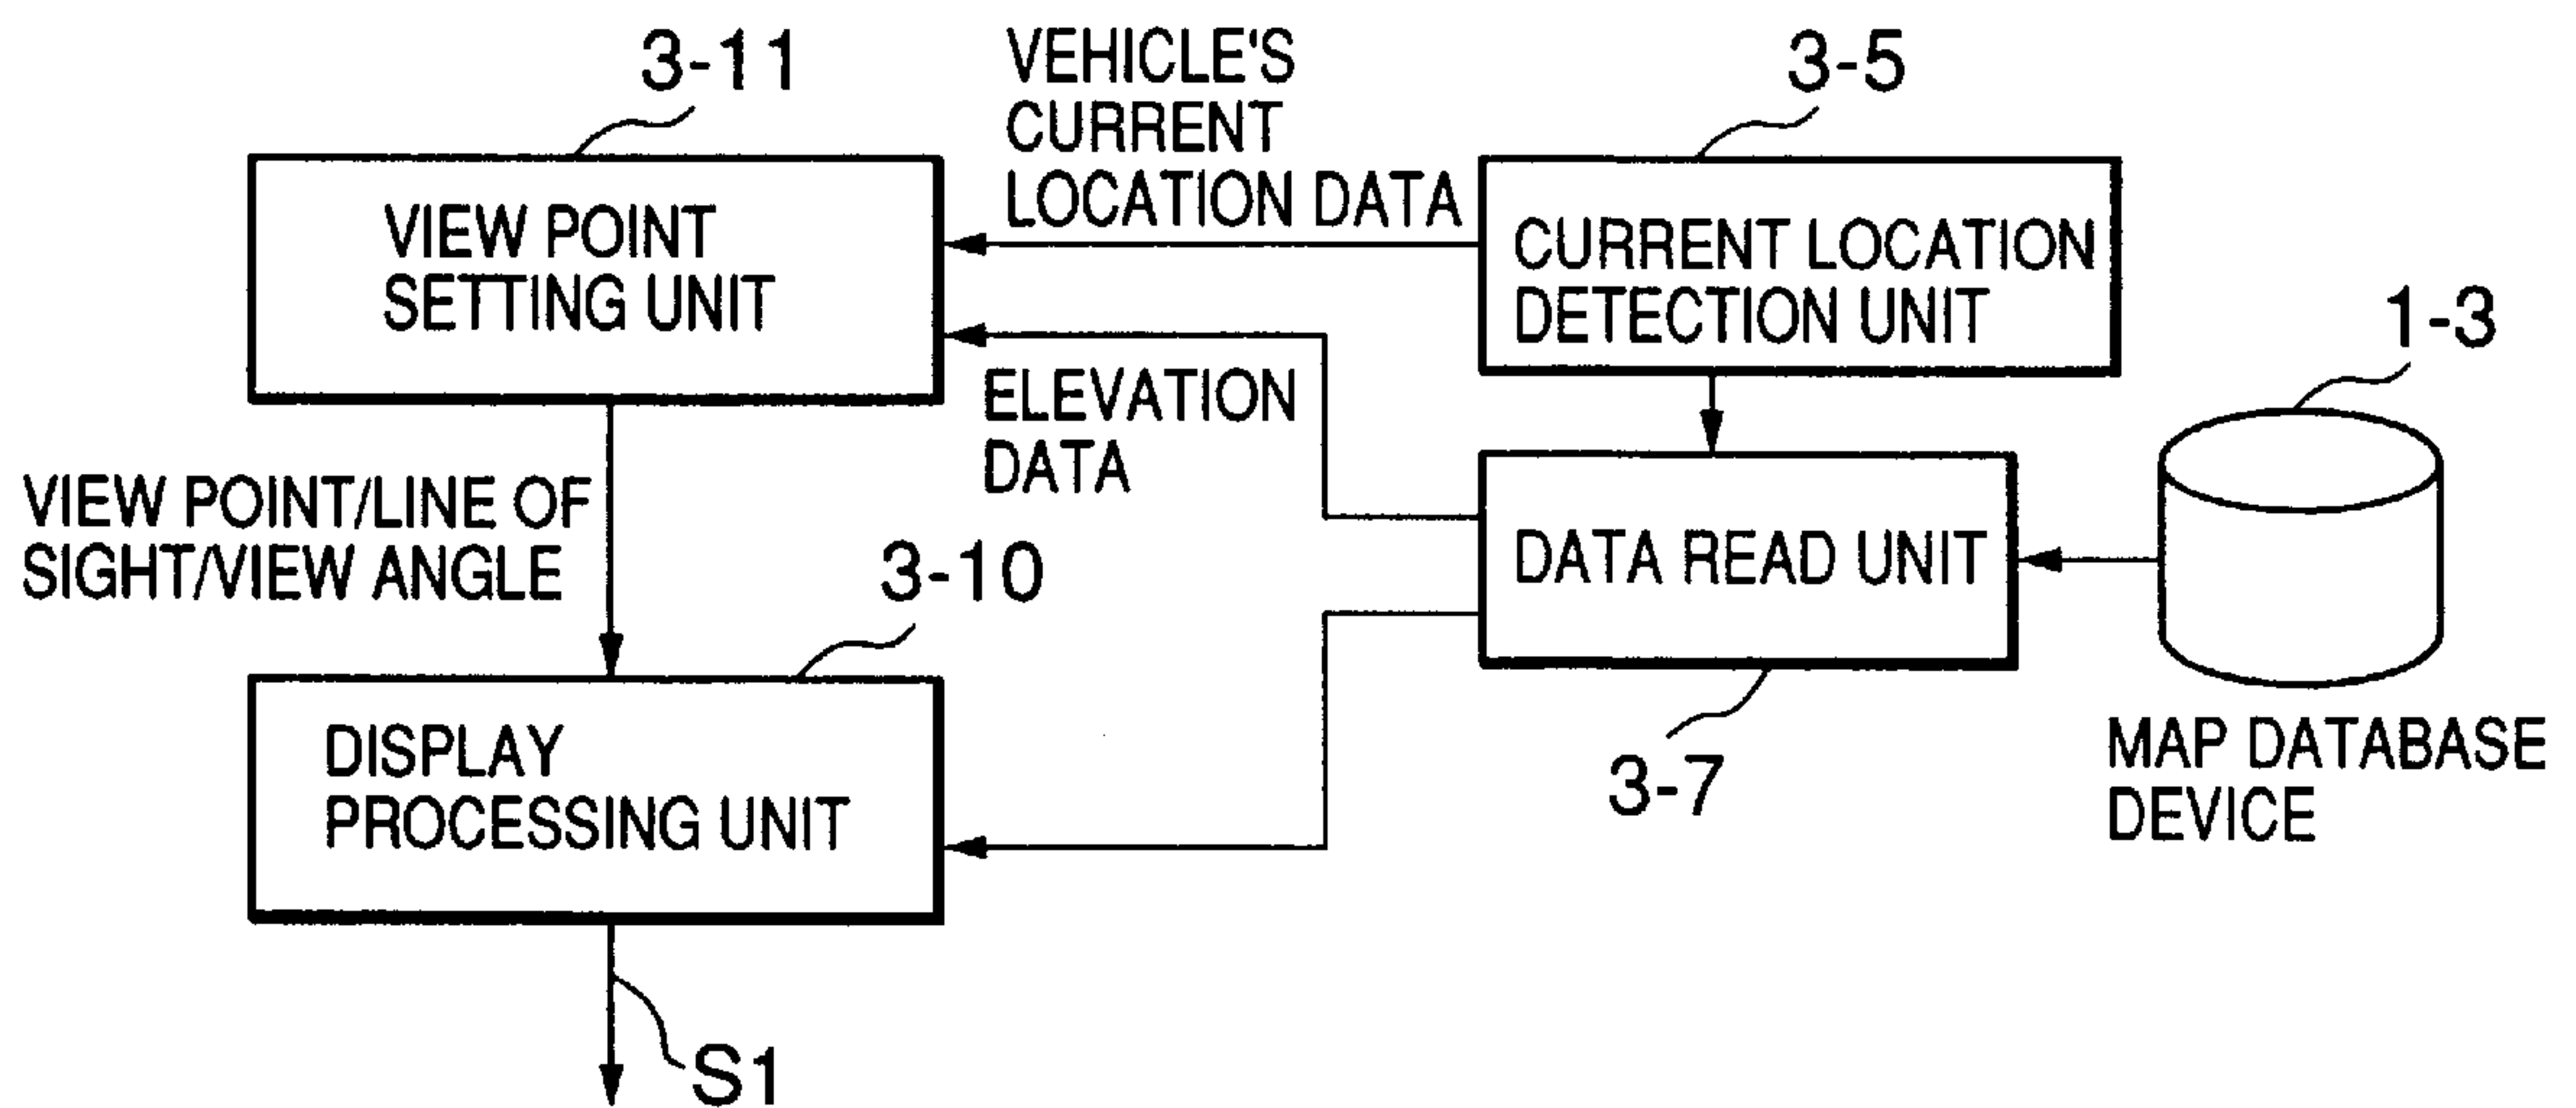 3-11
VEHICLE'S
CURRENT
LOCATION DATA
3-5
VIEW POINT
SETTING UNIT
CURRENT LOCATION
DETECTION UNIT
1-3
ELEVATION
DATA
VIEW POINT/LINE OF
SIGHT/VIEW ANGLE
3-10
DATA READ UNIT
DISPLAY
PROCESSING UNIT
3-7
MAP DATABASE
DEVICE
S1